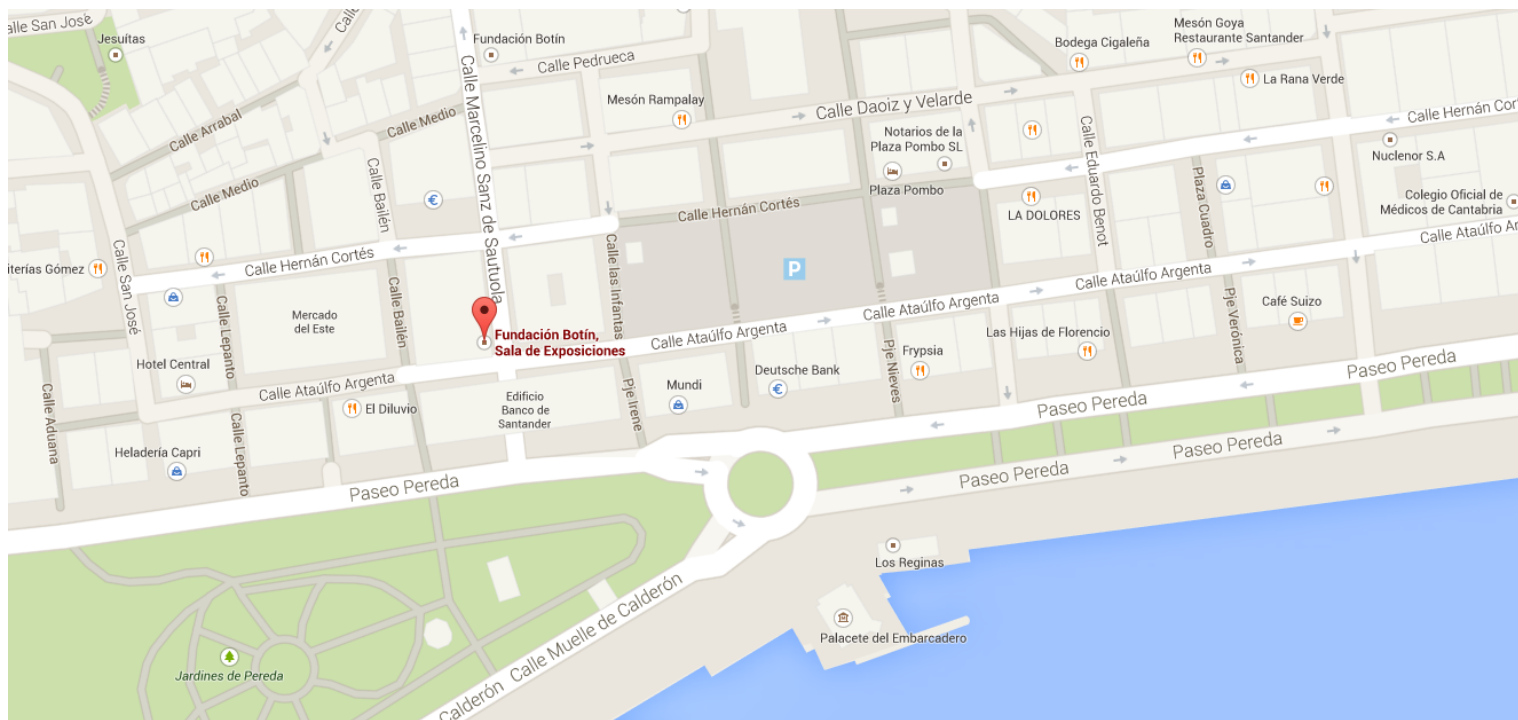 alle San José
Jesuítas
Calle Arrabal
Calle Medio
Calle Medio
Calle Bailén
Calle Bailén
Calle Marcelino Sanz de Sautuola
Fundación Botín
Calle Pedrueca
Mesón Rampalay
Calle Daoiz y Velarde
Bodega Cigaleña
Mesón Goya
Restaurante Santander
La Rana Verde
Calle Hernán Cort
Notarios de la
Plaza Pombo SL
Plaza Pombo
LA DOLORES
Calle Eduardo Benot
Plaza Cuadro
Nuclenor S.A
Colegio Oficial de
Médicos de Cantabria
Calle Ataúlfo Ar
Calle Hernán Cortés
Calle Hernán Cortés
Calle las Infantas
P
iterías Gómez
Calle San José
Calle Lepanto
Mercado
del Este
Fundación Botín,
Sala de Exposiciones
Calle Ataúlfo Argenta
Calle Ataúlfo Argenta
Calle Ataúlfo Argenta
Calle Ataúlfo Argenta
Café Suizo
Las Hijas de Florencio
Pje Verónica
Frypsia
Pje Nieves
Deutsche Bank
Mundi
Pje Irene
Hotel Central
El Diluvio
Edificio
Banco de
Santander
Calle Aduana
Calle Lepanto
Heladería Capri
Paseo Pereda
Paseo Pereda
Paseo Pereda
Paseo Pereda
Paseo Pereda
Los Reginas
Palacete del Embarcadero
Jardines de Pereda
Calderón
Calle Muelle de Calderón